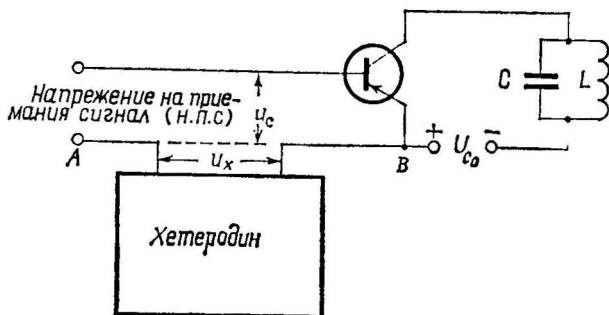 C
L
Напрежение на прие-
мания сигнал (н.п.с)
u_c
+
−
A
u_x
B
U_c₀
Хетеродин